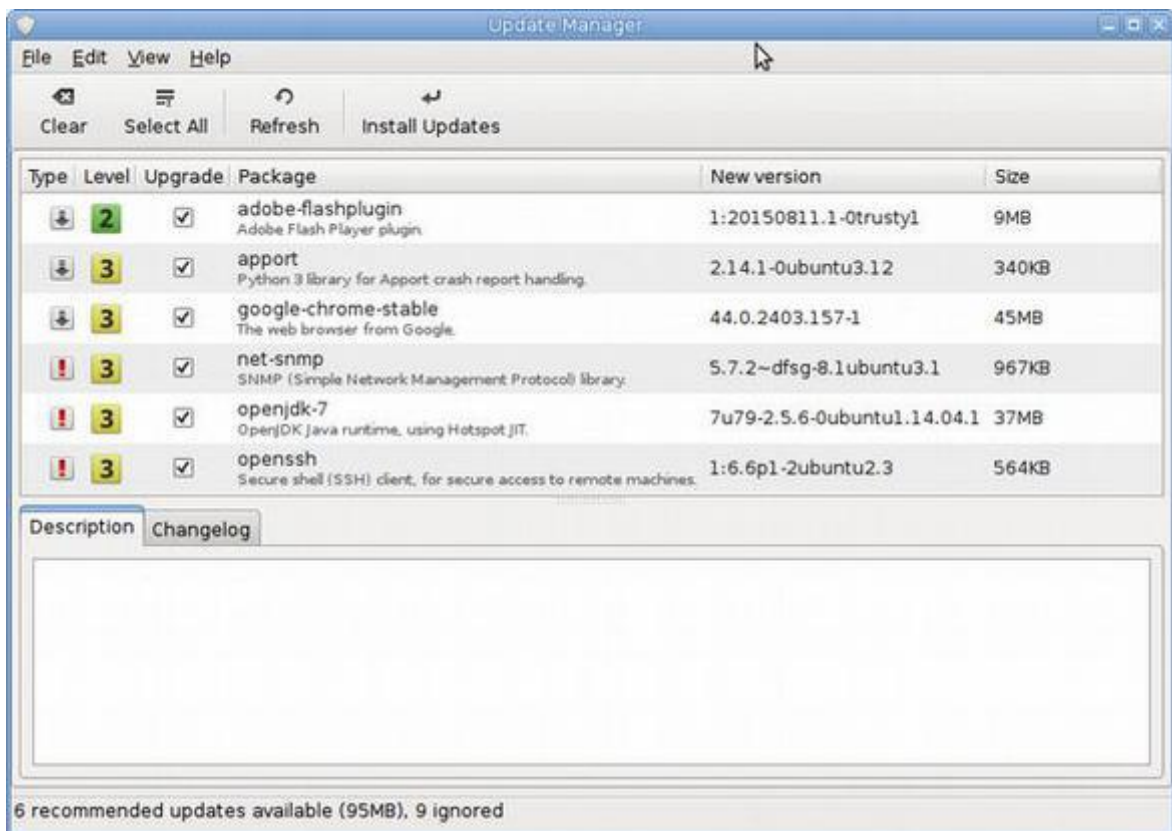 Update Manager
File Edit View Help
Clear Select All Refresh Install Updates
Type Level Upgrade Package New version Size
2 adobe-flashplugin 1:20150811.1-0trusty1 9MB
Adobe Flash Player plugin.
3 apport 2.14.1-0ubuntu3.12 340KB
Python 3 library for Apport crash report handling.
3 google-chrome-stable 44.0.2403.157-1 45MB
The web browser from Google.
! 3 net-snmp 5.7.2~dfsg-8.1ubuntu3.1 967KB
SNMP (Simple Network Management Protocol) library.
! 3 openjdk-7 7u79-2.5.6-0ubuntu1.14.04.1 37MB
OpenJDK Java runtime, using Hotspot JIT.
! 3 openssh 1:6.6p1-2ubuntu2.3 564KB
Secure shell (SSH) client, for secure access to remote machines.
Description Changelog
6 recommended updates available (95MB), 9 ignored